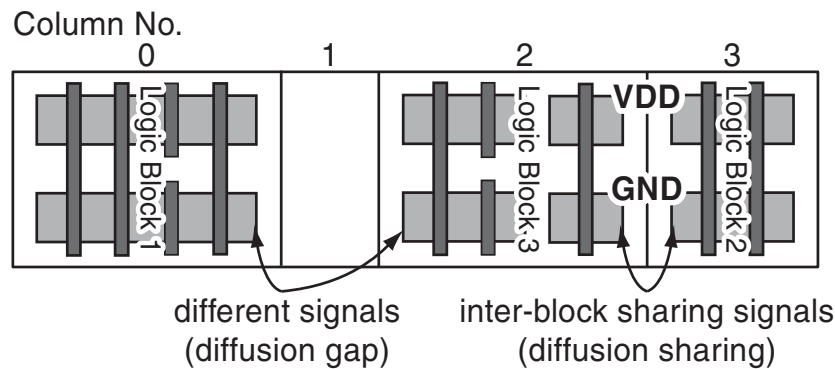 Column No.
0 1 2 3
Logic Block 1
Logic Block 3
VDD
GND
Logic Block 2
different signals
(diffusion gap)
inter-block sharing signals
(diffusion sharing)